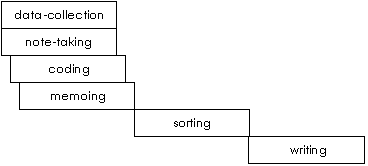 data-collection
note-taking
coding
memoing
sorting
writing